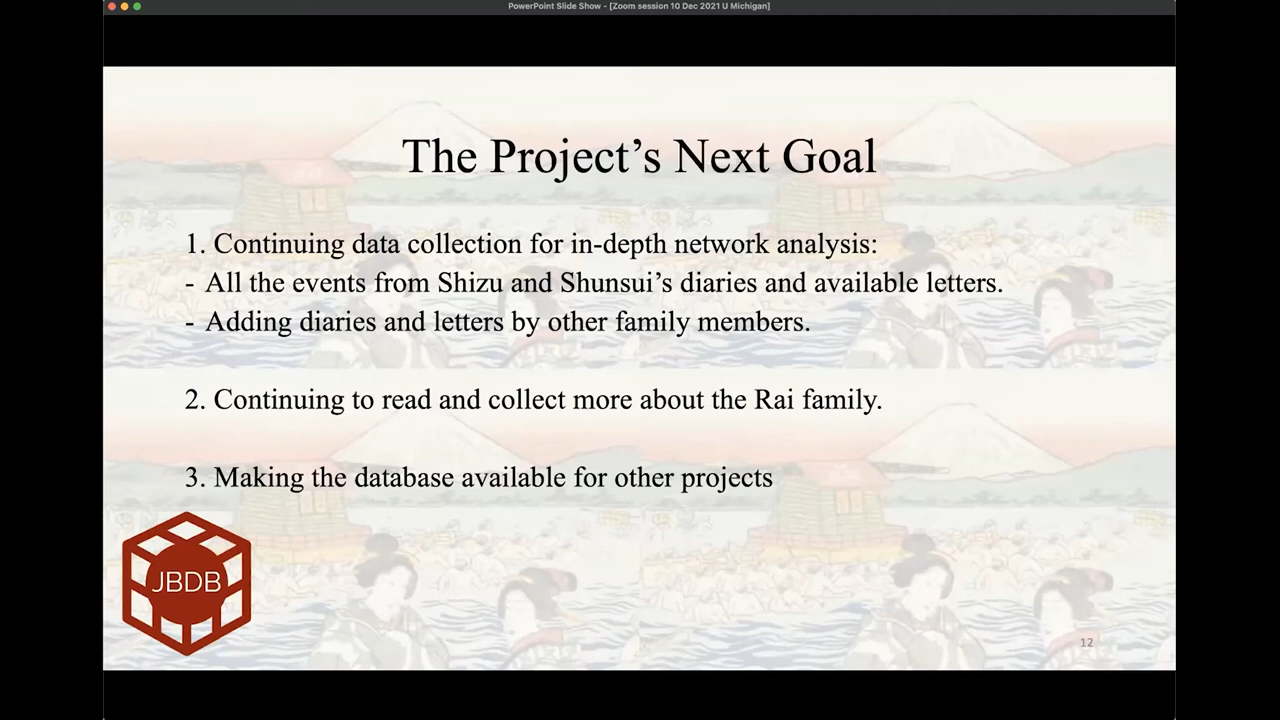 PowerPoint Slide Show - [Zoom session 10 Dec 2021 U Michigan]
The Project’s Next Goal
1. Continuing data collection for in-depth network analysis:
- All the events from Shizu and Shunsui’s diaries and available letters.
- Adding diaries and letters by other family members.
2. Continuing to read and collect more about the Rai family.
3. Making the database available for other projects
JBDB
12